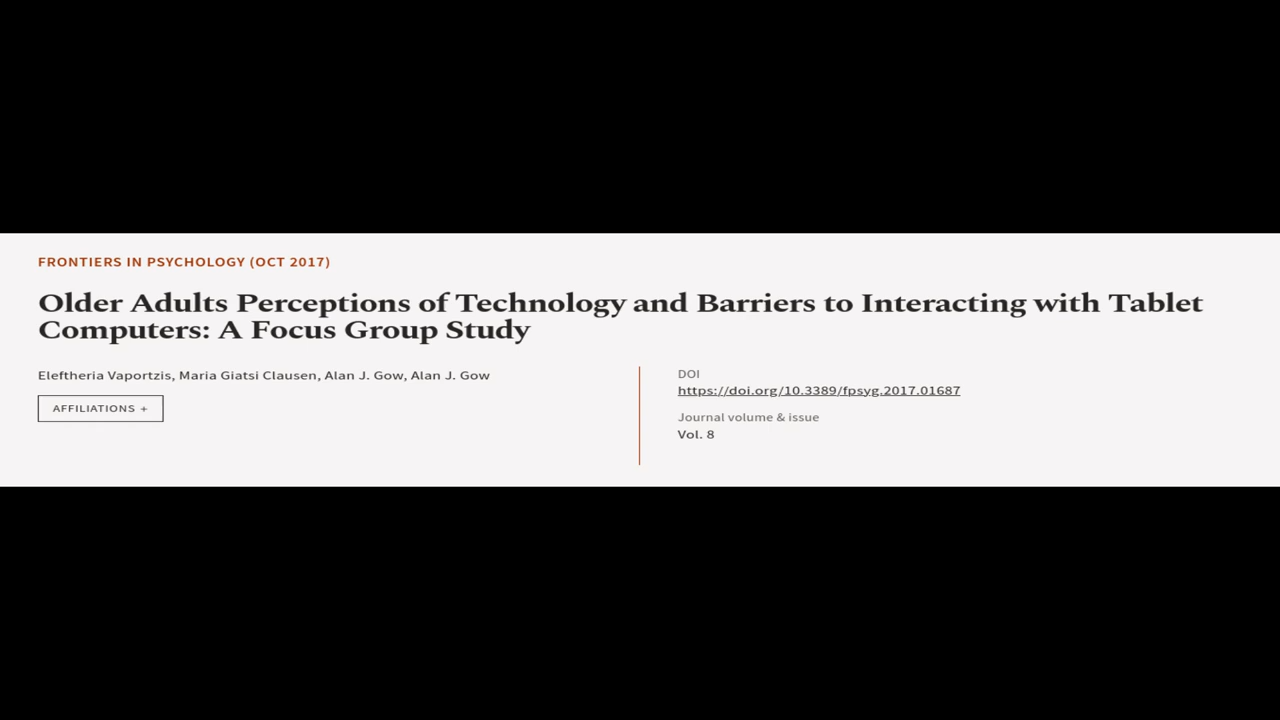 FRONTIERS IN PSYCHOLOGY (OCT 2017)
Older Adults Perceptions of Technology and Barriers to Interacting with Tablet
Computers: A Focus Group Study
Eleftheria Vaportzis, Maria Giatsi Clausen, Alan J. Gow, Alan J. Gow
AFFILIATIONS +
DOI
https://doi.org/10.3389/fpsyg.2017.01687
Journal volume & issue
Vol. 8